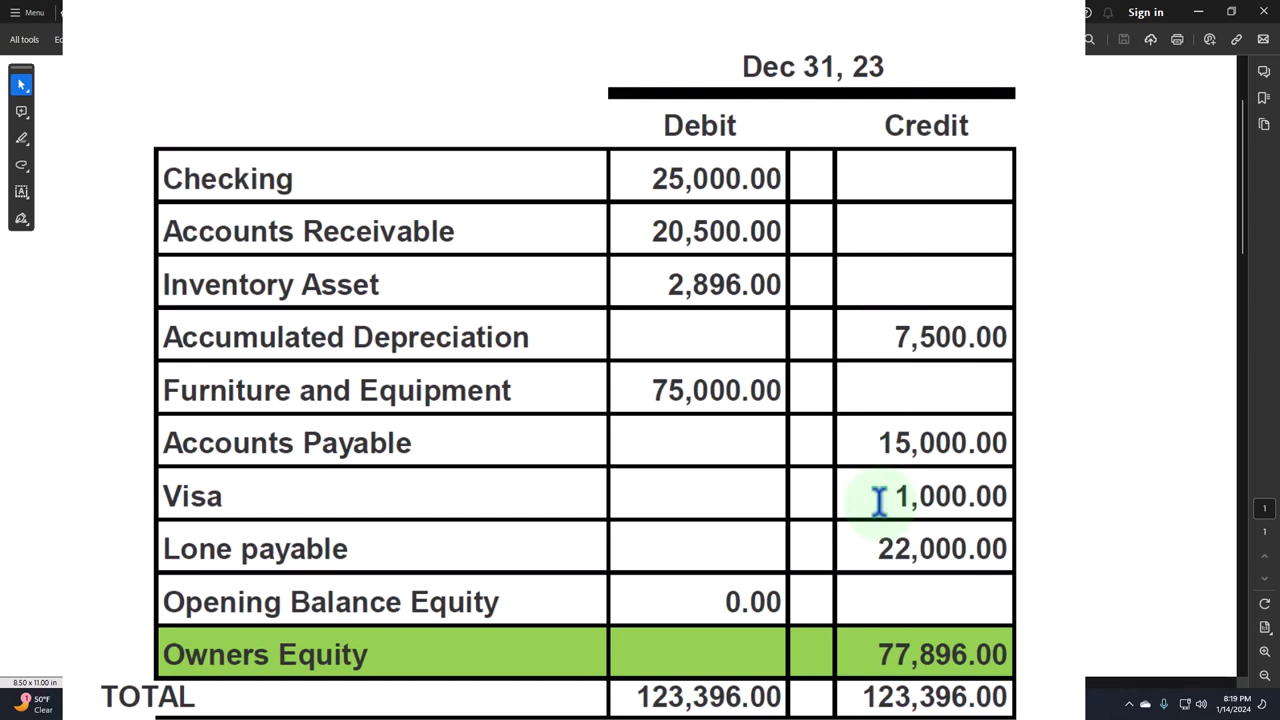 Menu
Sign in
All tools
Dec 31, 23
Debit Credit
Checking 25,000.00
Accounts Receivable 20,500.00
Inventory Asset 2,896.00
Accumulated Depreciation 7,500.00
Furniture and Equipment 75,000.00
Accounts Payable 15,000.00
Visa 1,000.00
Lone payable 22,000.00
Opening Balance Equity 0.00
Owners Equity 77,896.00
TOTAL 123,396.00 123,396.00
1
1
8.50 x 11.00 in
1
50°F
Clear
8:19 PM
1/14/2024